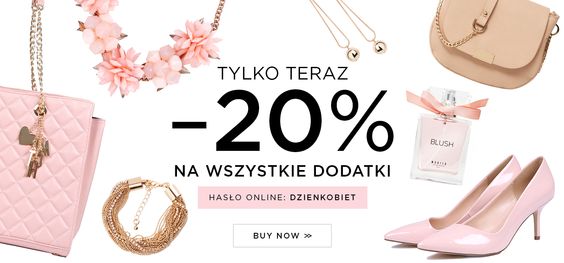 TYLKO TERAZ
-20%
NA WSZYSTKIE DODATKI
HASŁO ONLINE: DZIENKOBIET
BUY NOW >>
BLUSH